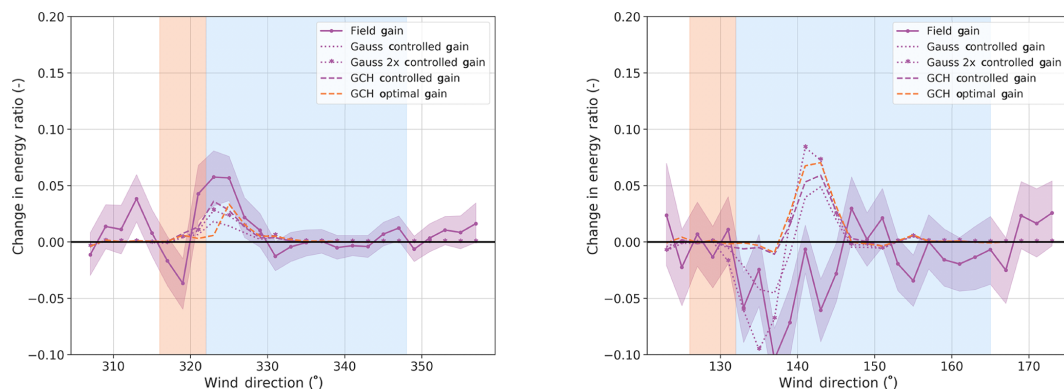 Change in energy ratio (-)
0.20
0.15
0.10
0.05
0.00
−0.05
−0.10
Field gain
Gauss controlled gain
Gauss 2x controlled gain
GCH controlled gain
GCH optimal gain
310 320 330 340 350
Wind direction (°)
Change in energy ratio (-)
0.20
0.15
0.10
0.05
0.00
−0.05
−0.10
Field gain
Gauss controlled gain
Gauss 2x controlled gain
GCH controlled gain
GCH optimal gain
130 140 150 160 170
Wind direction (°)